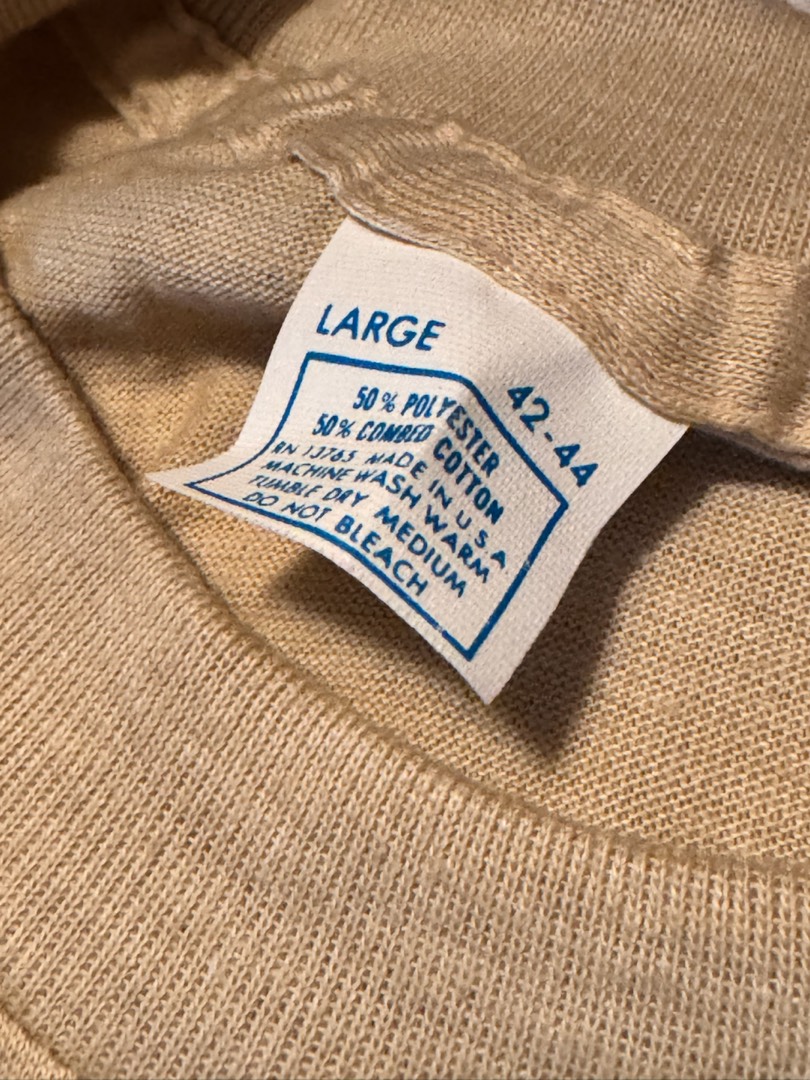 LARGE 42-44
50% POLYESTER
50% COMBED COTTON
RN 13765 MADE IN U S A
MACHINE WASH WARM
TUMBLE DRY MEDIUM
DO NOT BLEACH